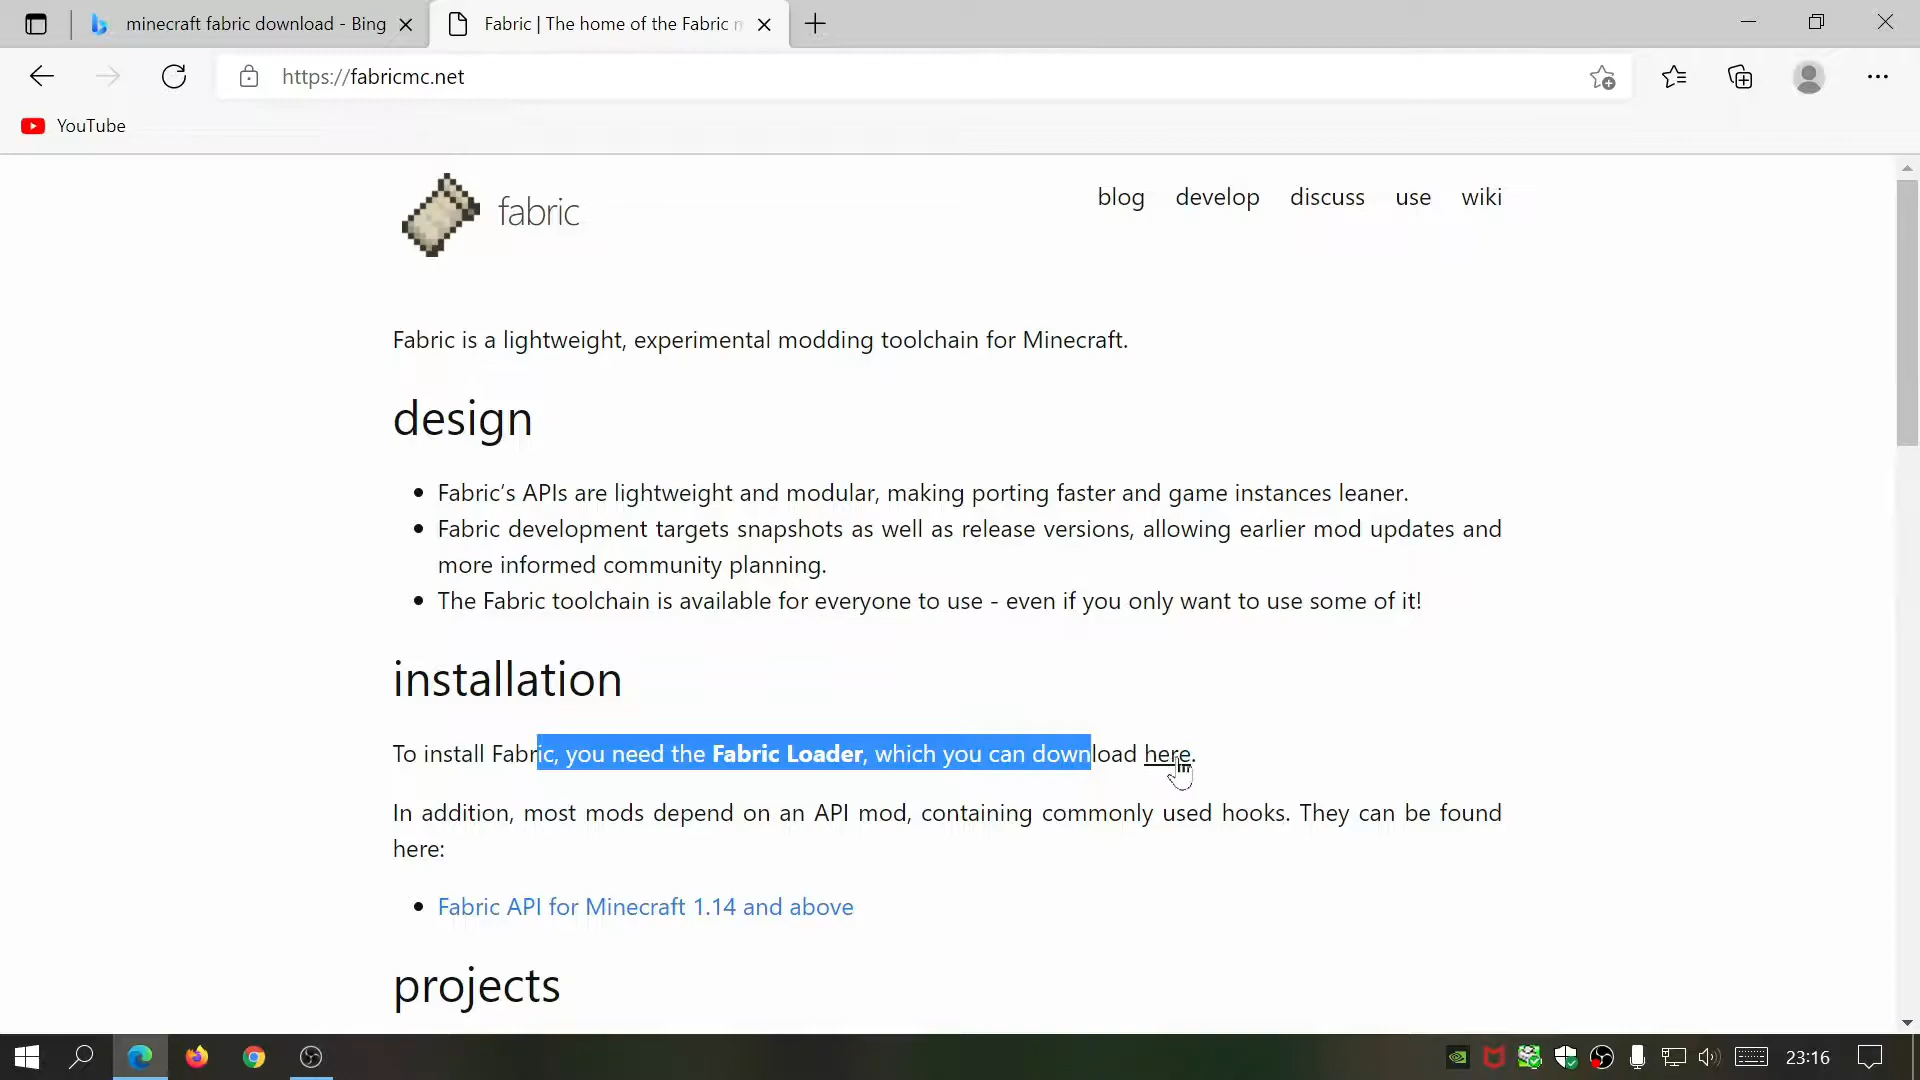 minecraft fabric download - Bing
Fabric | The home of the Fabric m
https://fabricmc.net
YouTube
fabric
blog develop discuss use wiki
Fabric is a lightweight, experimental modding toolchain for Minecraft.
design
• Fabric’s APIs are lightweight and modular, making porting faster and game instances leaner.
• Fabric development targets snapshots as well as release versions, allowing earlier mod updates and
more informed community planning.
• The Fabric toolchain is available for everyone to use - even if you only want to use some of it!
installation
To install Fabric, you need the Fabric Loader, which you can download here.
In addition, most mods depend on an API mod, containing commonly used hooks. They can be found
here:
• Fabric API for Minecraft 1.14 and above
projects
23:16